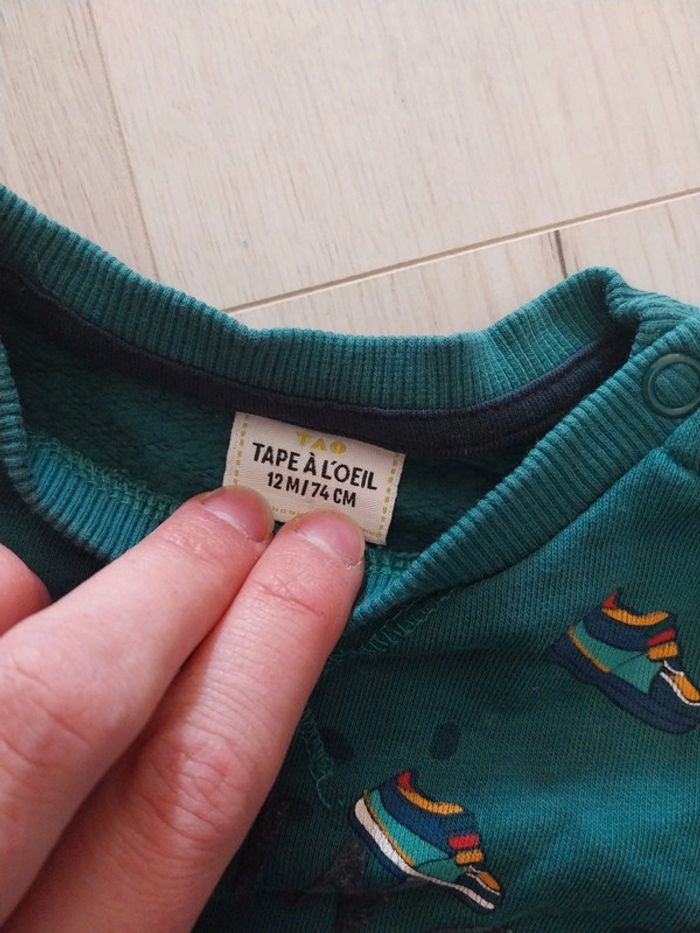 TAO
TAPE À L'OEIL
12 M / 74 CM